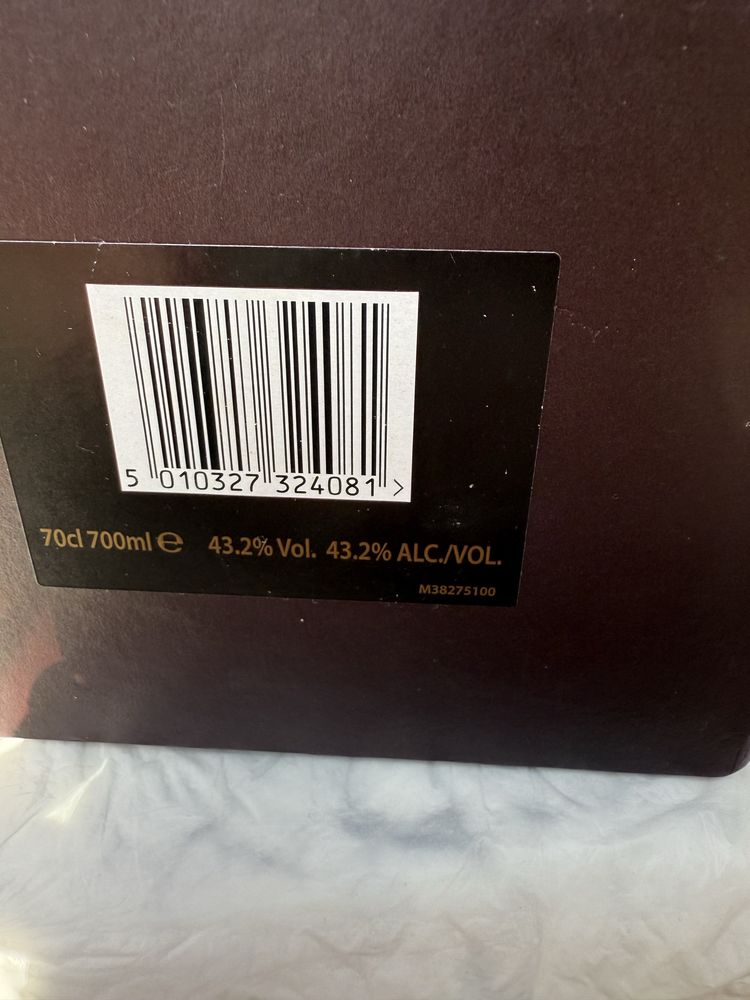 5 010327 324081 >
70cl 700ml ℮ 43.2% Vol. 43.2% ALC./VOL.
M38275100